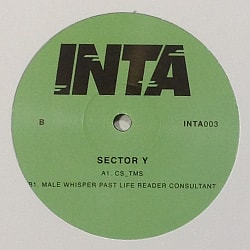 INTA
B
INTA003
SECTOR Y
A1. CS_TMS
B1. MALE WHISPER PAST LIFE READER CONSULTANT